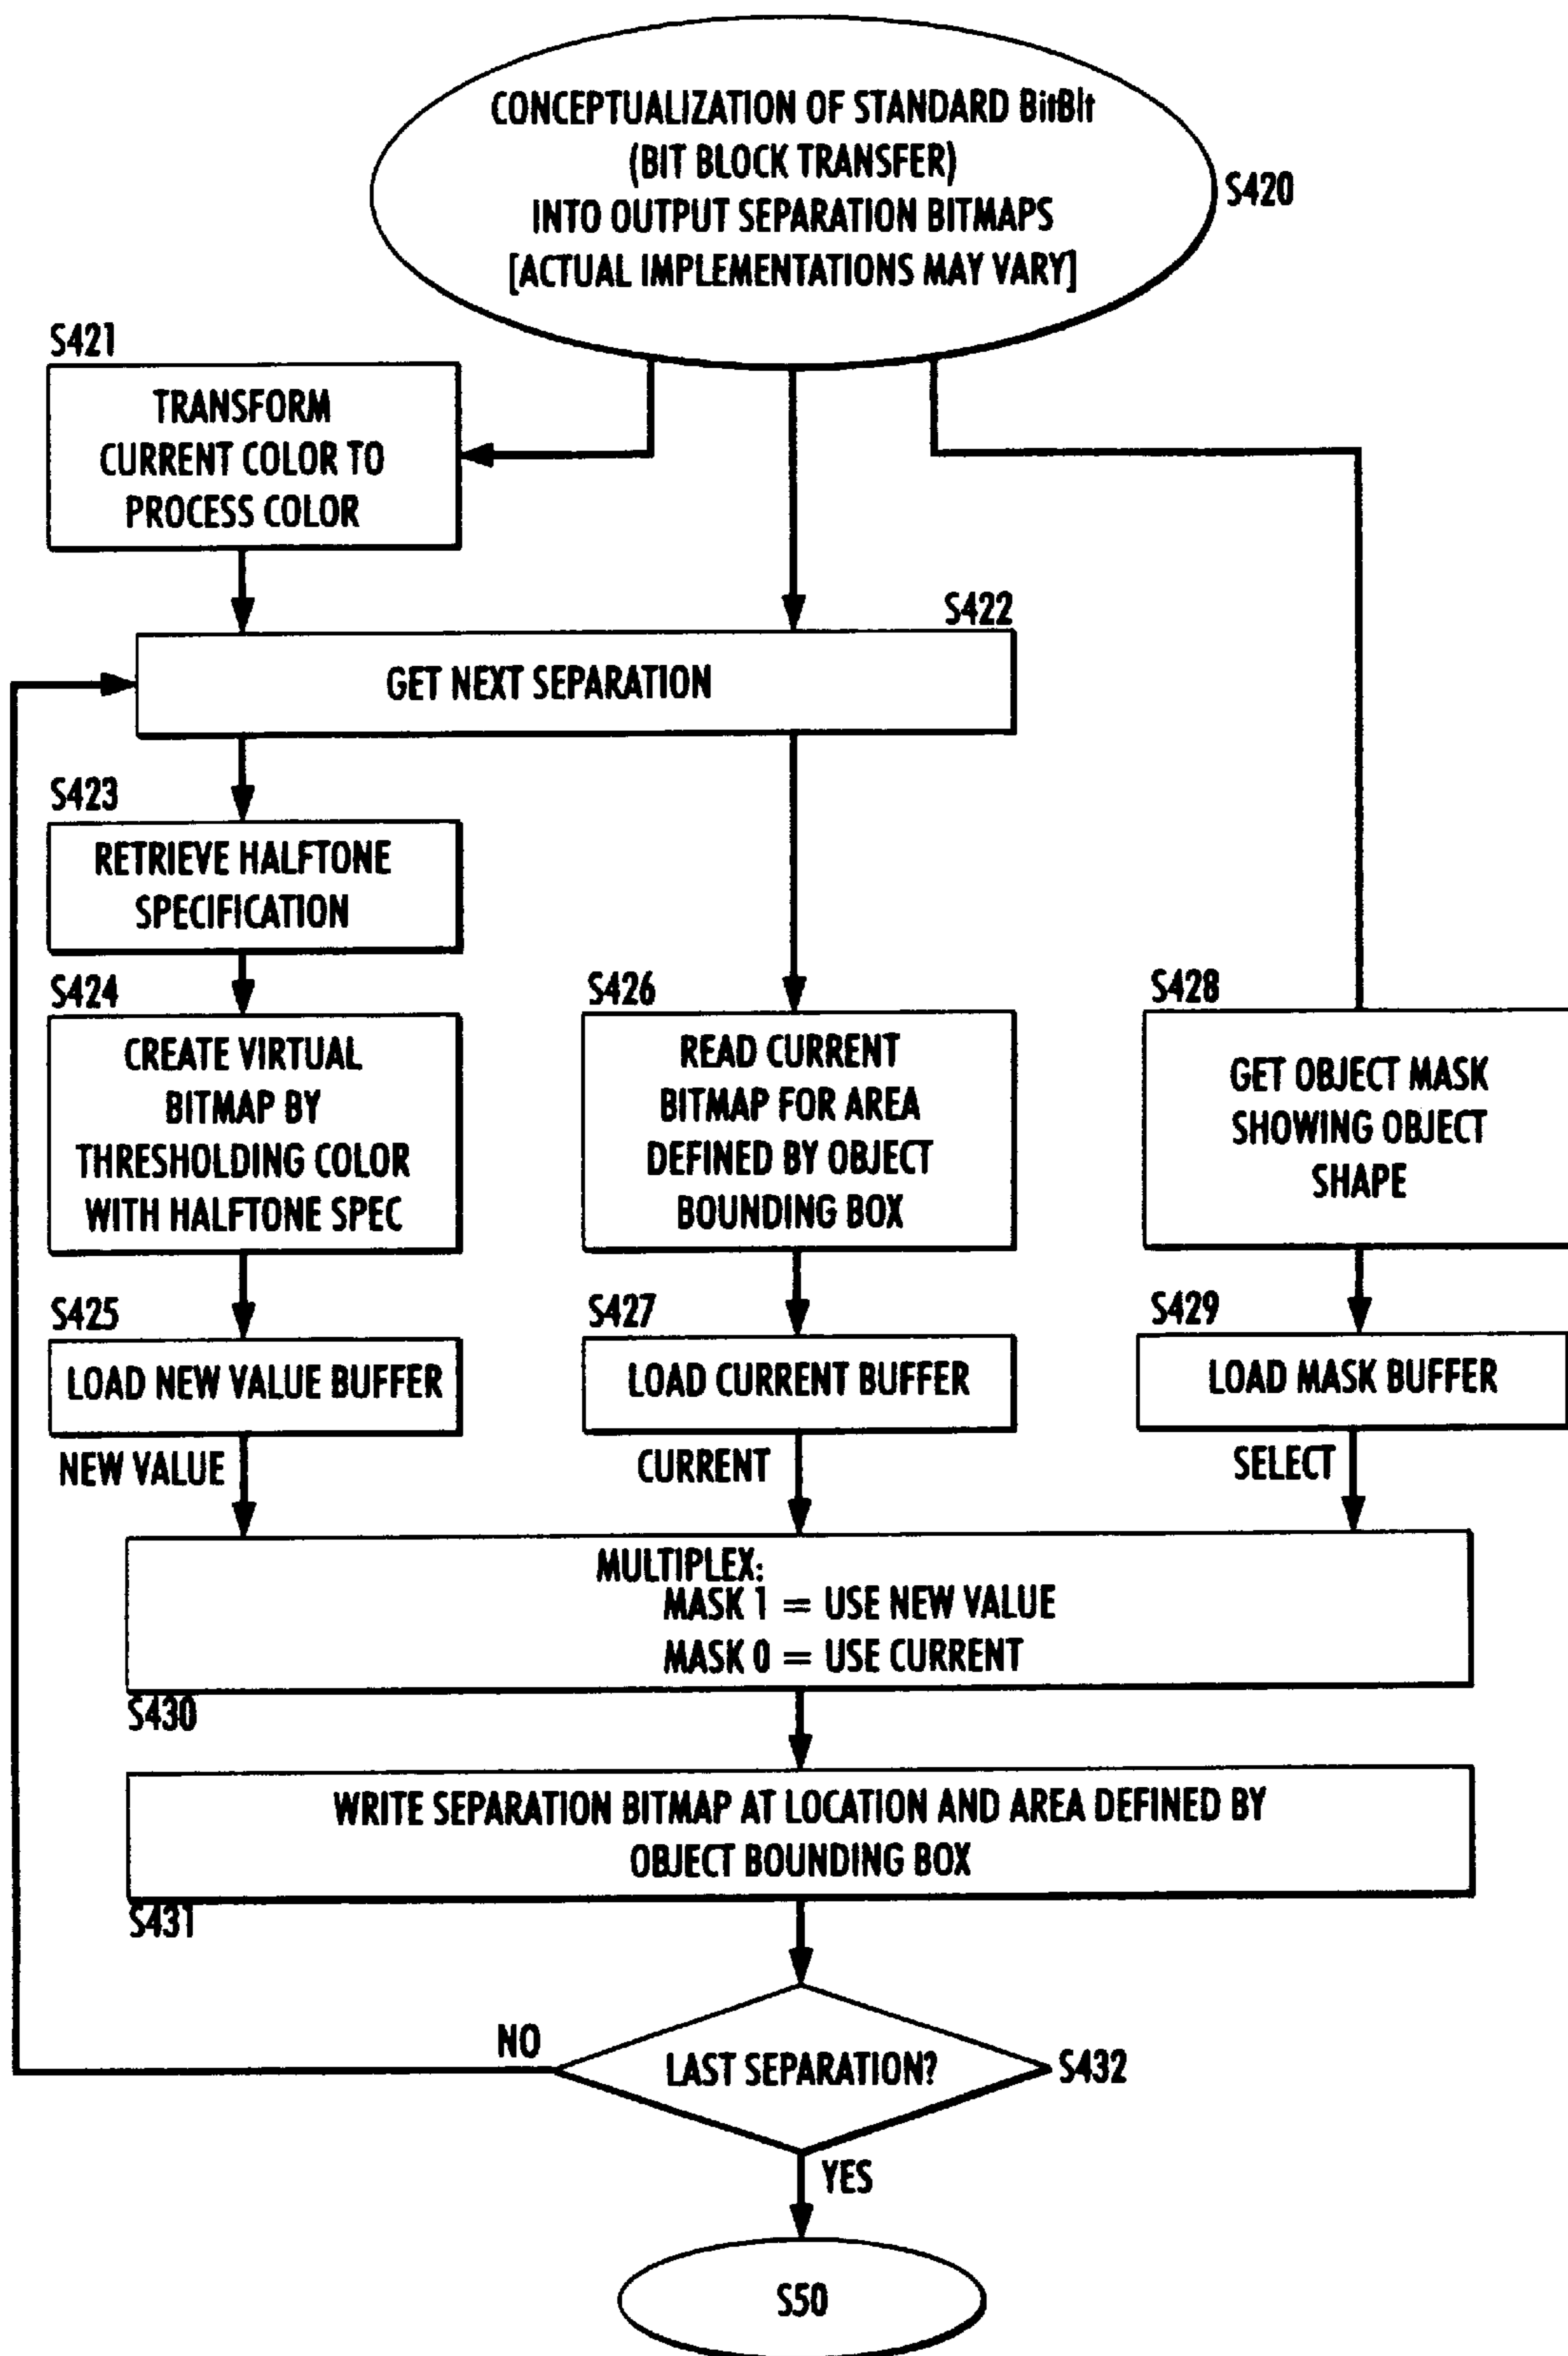 CONCEPTUALIZATION OF STANDARD BitBlt
(BIT BLOCK TRANSFER)
INTO OUTPUT SEPARATION BITMAPS
[ACTUAL IMPLEMENTATIONS MAY VARY]
S420
S421
TRANSFORM
CURRENT COLOR TO
PROCESS COLOR
S422
GET NEXT SEPARATION
S423
RETRIEVE HALFTONE
SPECIFICATION
S424
CREATE VIRTUAL
BITMAP BY
THRESHOLDING COLOR
WITH HALFTONE SPEC
S426
READ CURRENT
BITMAP FOR AREA
DEFINED BY OBJECT
BOUNDING BOX
S428
GET OBJECT MASK
SHOWING OBJECT
SHAPE
S425
LOAD NEW VALUE BUFFER
S427
LOAD CURRENT BUFFER
S429
LOAD MASK BUFFER
NEW VALUE
CURRENT
SELECT
MULTIPLEX:
MASK 1 = USE NEW VALUE
MASK 0 = USE CURRENT
S430
WRITE SEPARATION BITMAP AT LOCATION AND AREA DEFINED BY
OBJECT BOUNDING BOX
S431
NO
LAST SEPARATION?
S432
YES
S50